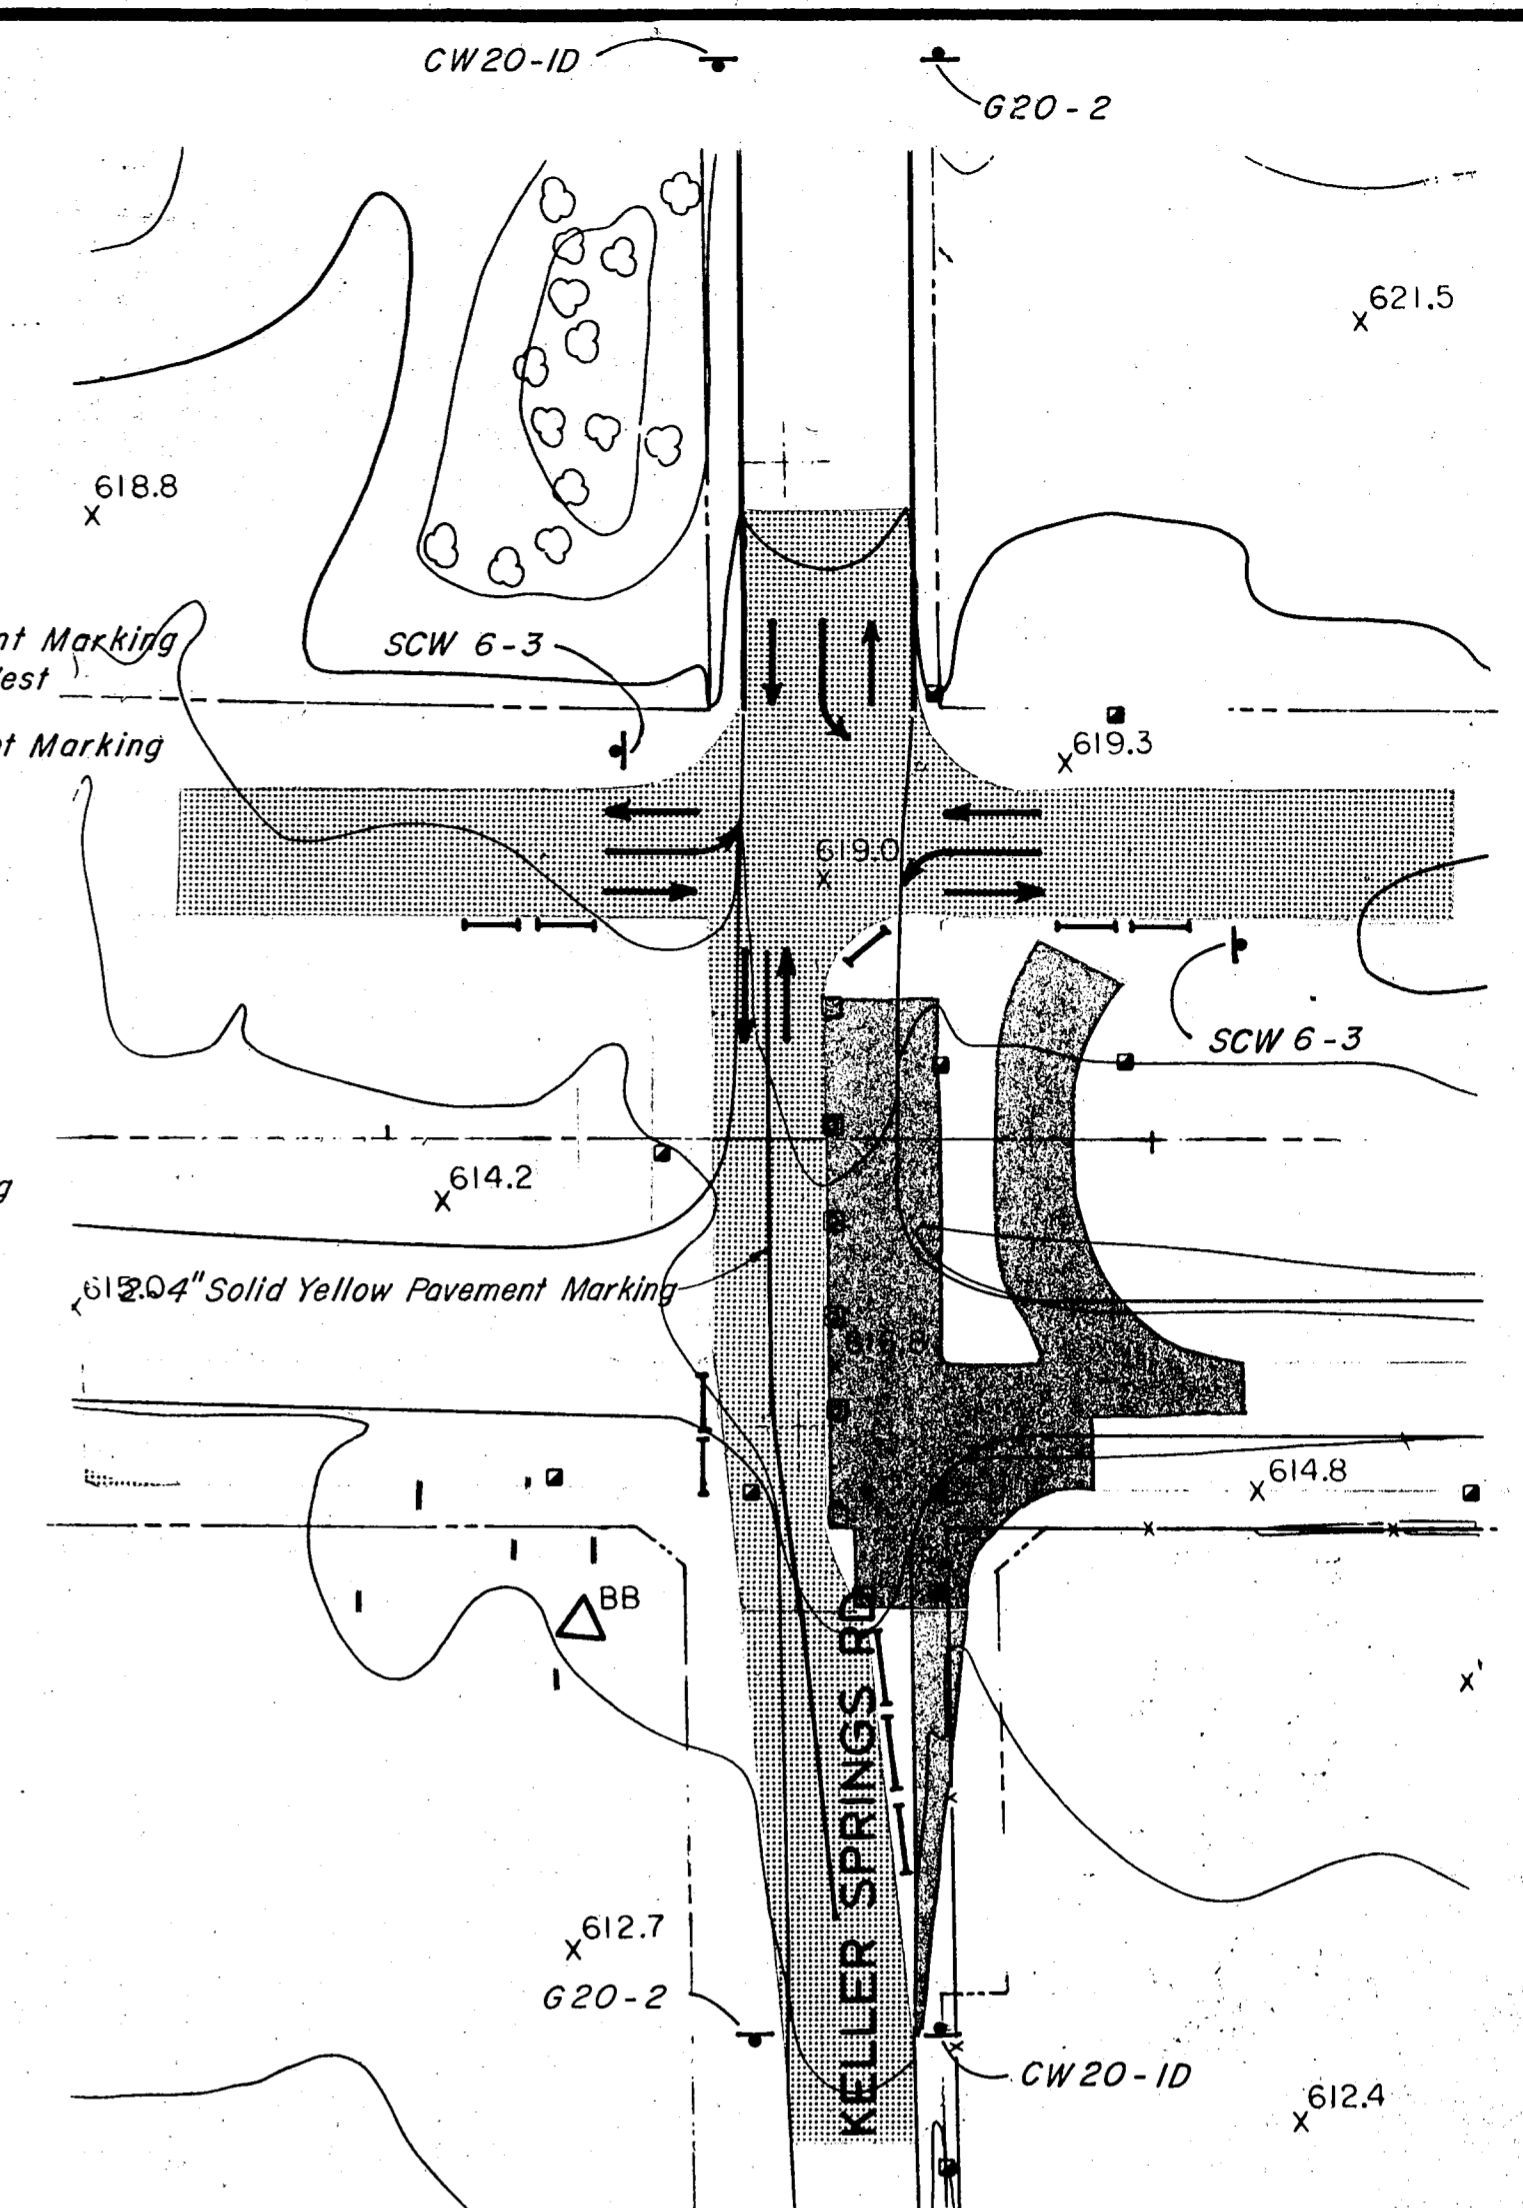 CW20-1D
G20-2
621.5
618.8
nt Marking
SCW 6-3
est
t Marking
619.3
619.0
SCW 6-3
614.2
4" Solid Yellow Pavement Marking
614.8
BB
KELLER SPRINGS RD
612.7
G20-2
CW20-1D
612.4